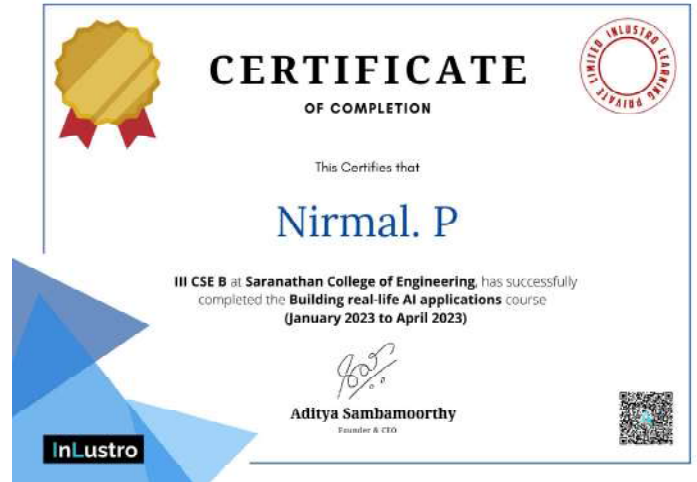 CERTIFICATE
OF COMPLETION
INLUSTRO LEARNING PRIVATE LIMITED
This Certifies that
Nirmal. P
III CSE B at Saranathan College of Engineering, has successfully
completed the Building real-life AI applications course
(January 2023 to April 2023)
Aditya Sambamoorthy
Founder & CEO
InLustro